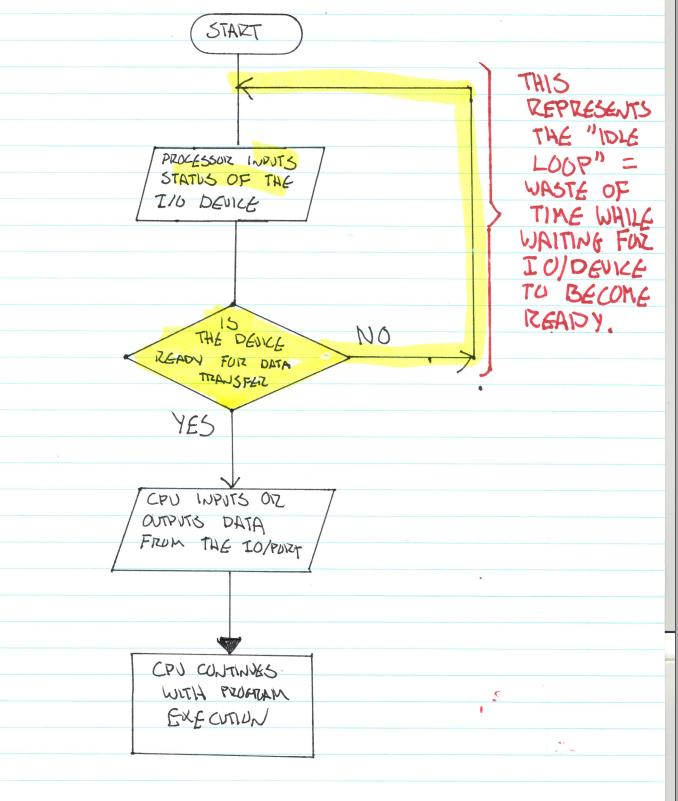 START
PROCESSOR INPUTS
STATUS OF THE
I/O DEVICE
IS
THE DEVICE
READY FOR DATA
TRANSFER
NO
YES
CPU INPUTS OR
OUTPUTS DATA
FROM THE IO/PORT
CPU CONTINUES
WITH PROGRAM
EXECUTION
THIS
REPRESENTS
THE "IDLE
LOOP" =
WASTE OF
TIME WHILE
WAITING FOR
IO/DEVICE
TO BECOME
READY.